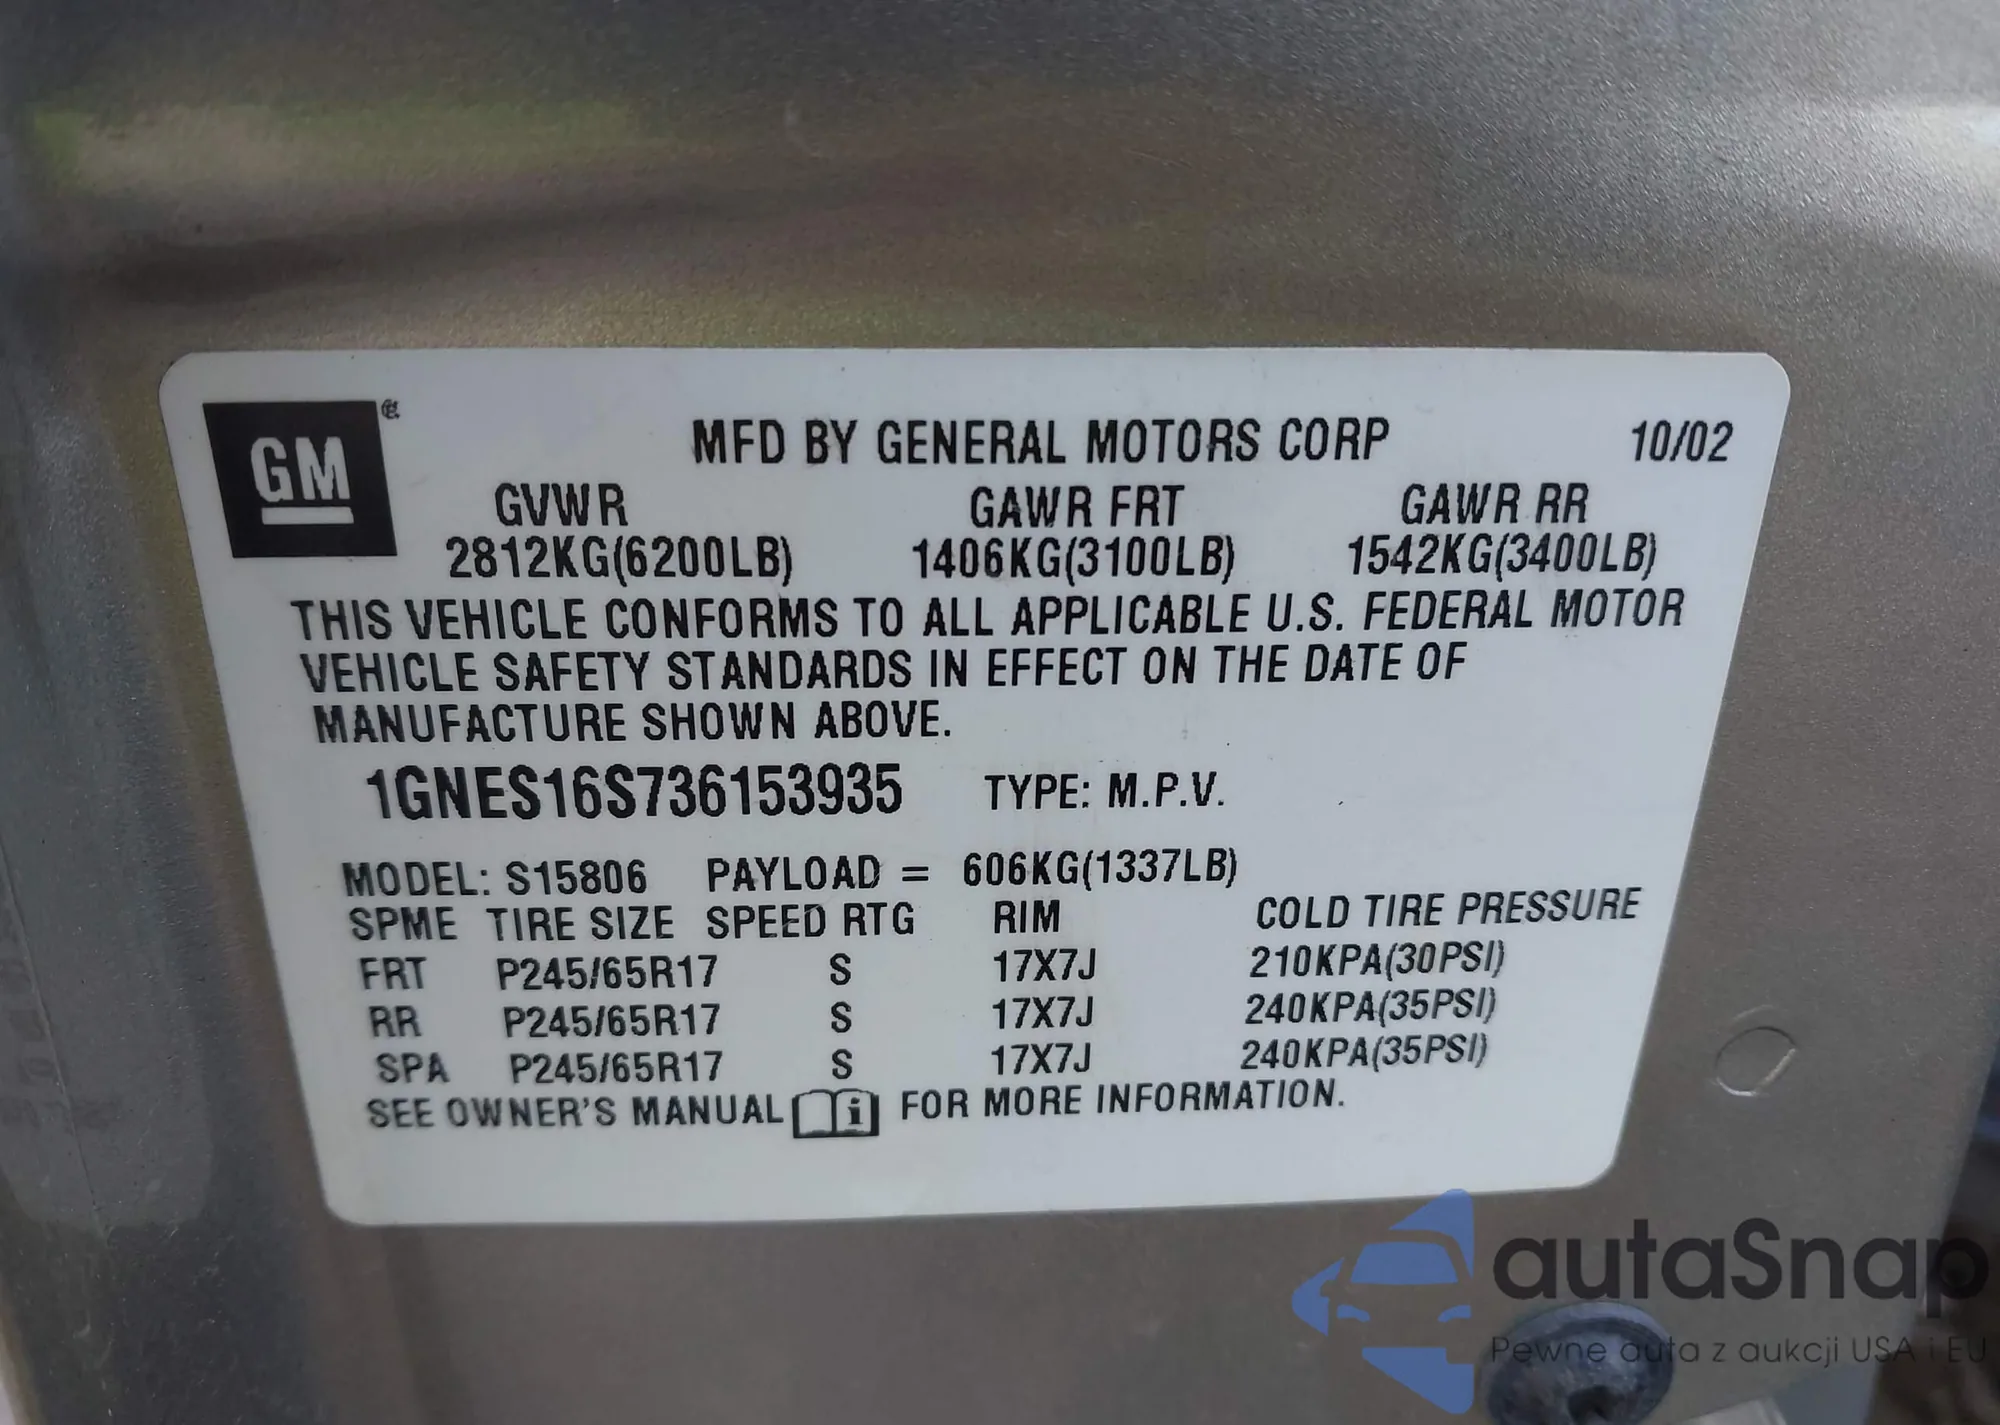 GM
MFD BY GENERAL MOTORS CORP 10/02
GVWR GAWR FRT GAWR RR
2812KG(6200LB) 1406KG(3100LB) 1542KG(3400LB)
THIS VEHICLE CONFORMS TO ALL APPLICABLE U.S. FEDERAL MOTOR
VEHICLE SAFETY STANDARDS IN EFFECT ON THE DATE OF
MANUFACTURE SHOWN ABOVE.
1GNES16S736153935 TYPE: M.P.V.
MODEL: S15806 PAYLOAD = 606KG(1337LB)
SPME TIRE SIZE SPEED RTG RIM COLD TIRE PRESSURE
FRT P245/65R17 S 17X7J 210KPA(30PSI)
RR P245/65R17 S 17X7J 240KPA(35PSI)
SPA P245/65R17 S 17X7J 240KPA(35PSI)
SEE OWNER'S MANUAL i FOR MORE INFORMATION.
autaSnap
Pewne auta z aukcji USA i EU